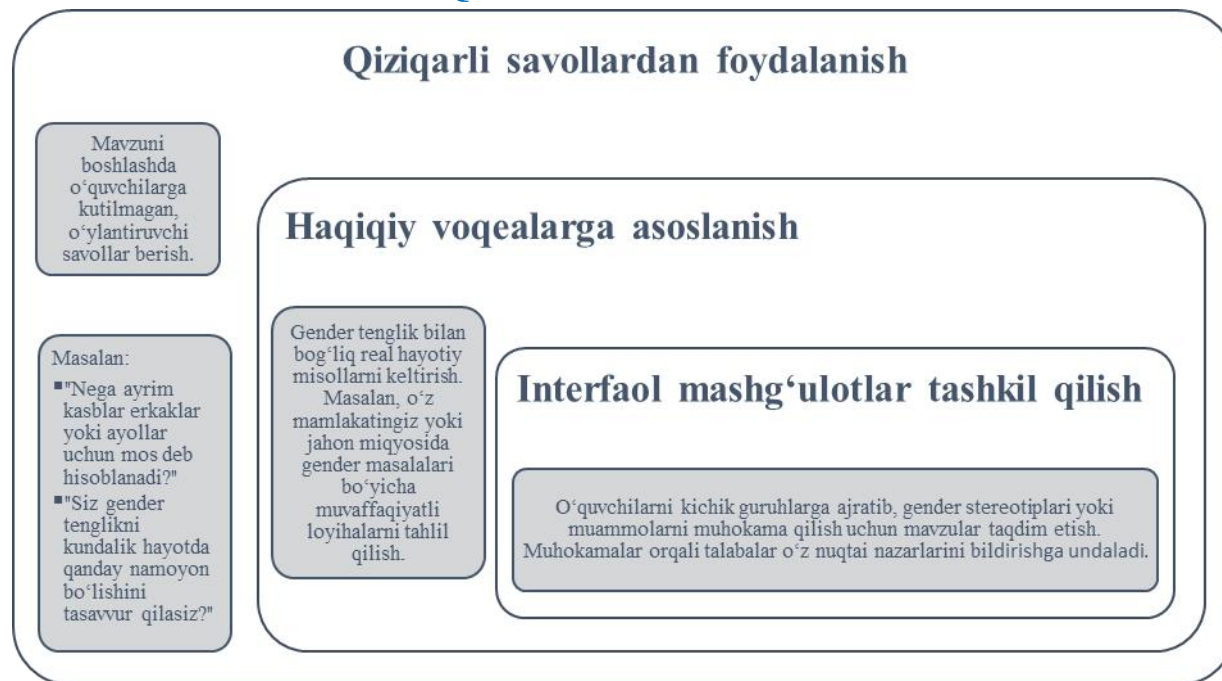 Qiziqarli savollardan foydalanish
Mavzuni
boshlashda
o‘quvchilarga
kutilmagan,
o‘ylantiruvchi
savollar berish.
Masalan:
▪"Nega ayrim
kasblar erkaklar
yoki ayollar
uchun mos deb
hisoblanadi?"
▪"Siz gender
tenglikni
kundalik hayotda
qanday namoyon
bo‘lishini
tasavvur qilasiz?"
Haqiqiy voqealarga asoslanish
Gender tenglik bilan
bog‘liq real hayotiy
misollarni keltirish.
Masalan, o‘z
mamlakatingiz yoki
jahon miqyosida
gender masalalari
bo‘yicha
muvaffaqiyatli
loyihalarni tahlil
qilish.
Interfaol mashg‘ulotlar tashkil qilish
O‘quvchilarni kichik guruhlarga ajratib, gender stereotiplari yoki
muammolarni muhokama qilish uchun mavzular taqdim etish.
Muhokamalar orqali talabalar o‘z nuqtai nazarlarini bildirishga undaladi.